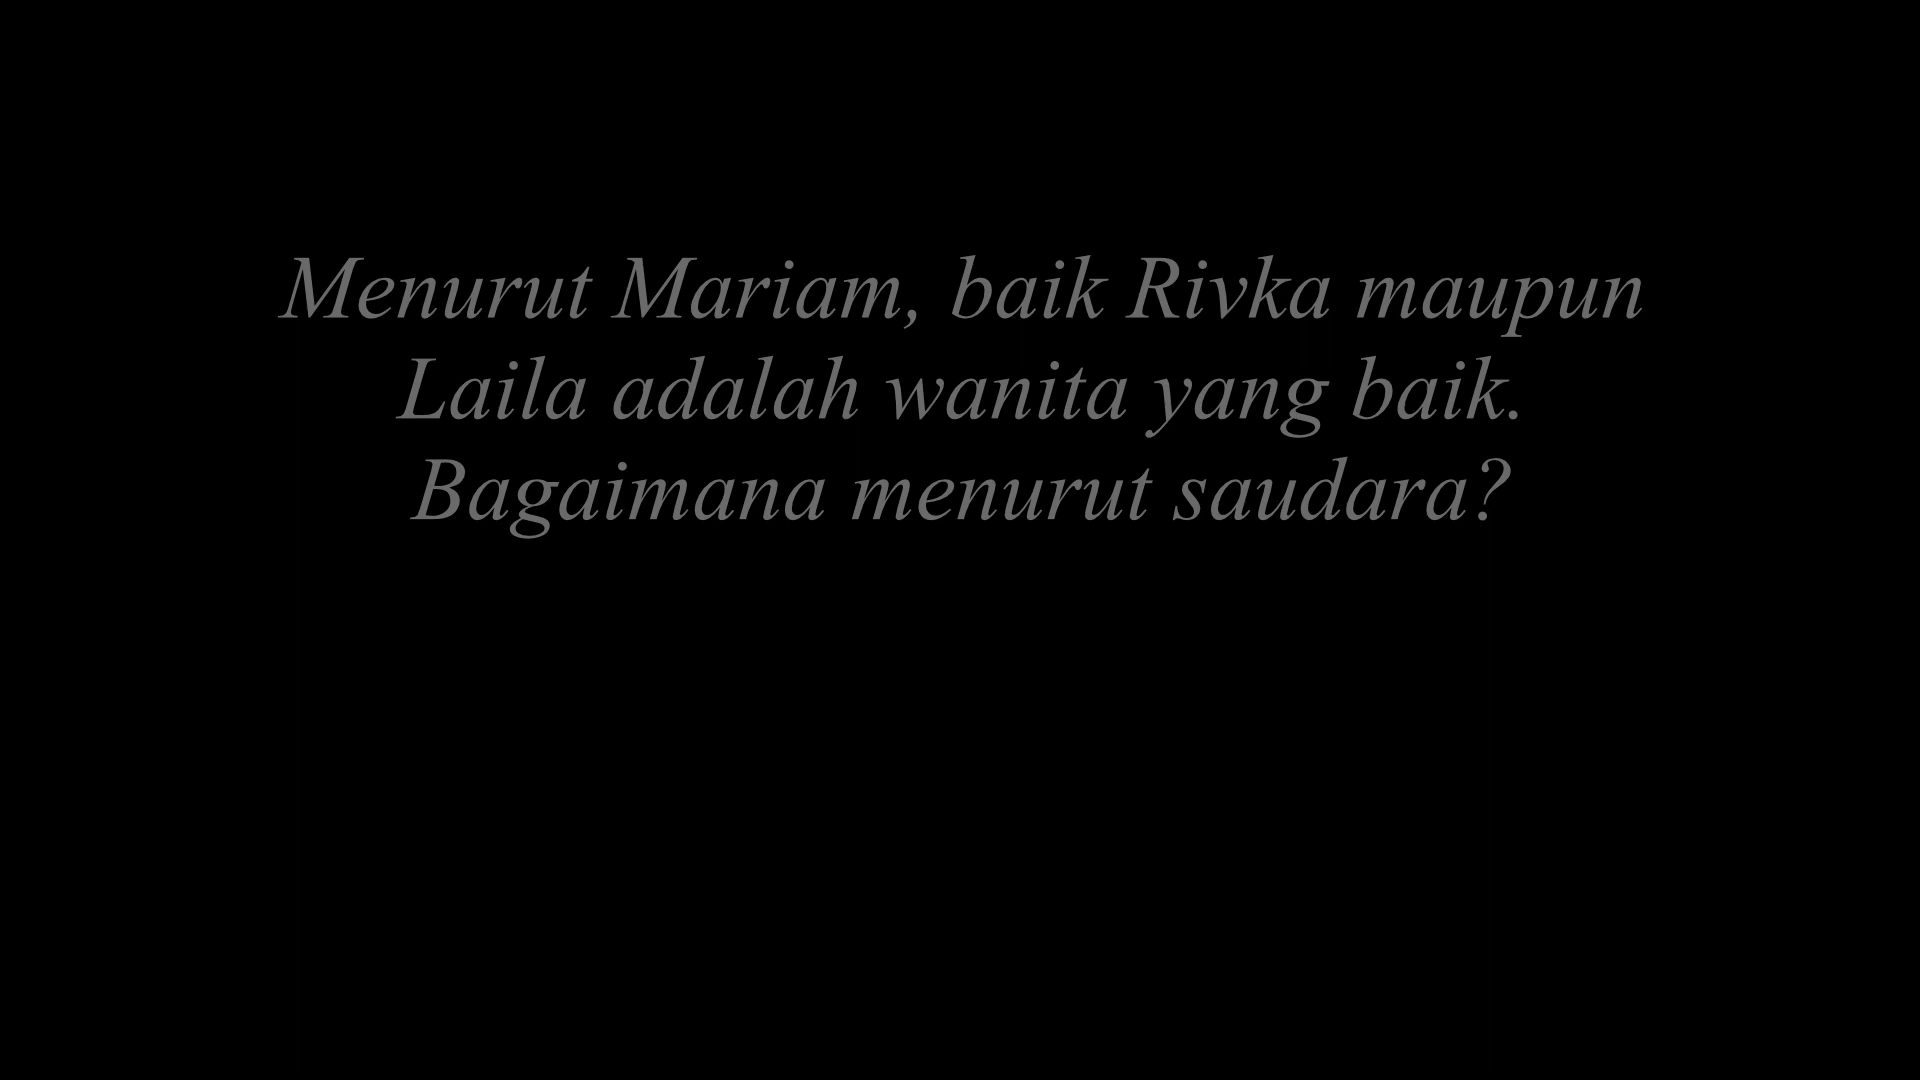 Menurut Mariam, baik Rivka maupun
Laila adalah wanita yang baik.
Bagaimana menurut saudara?